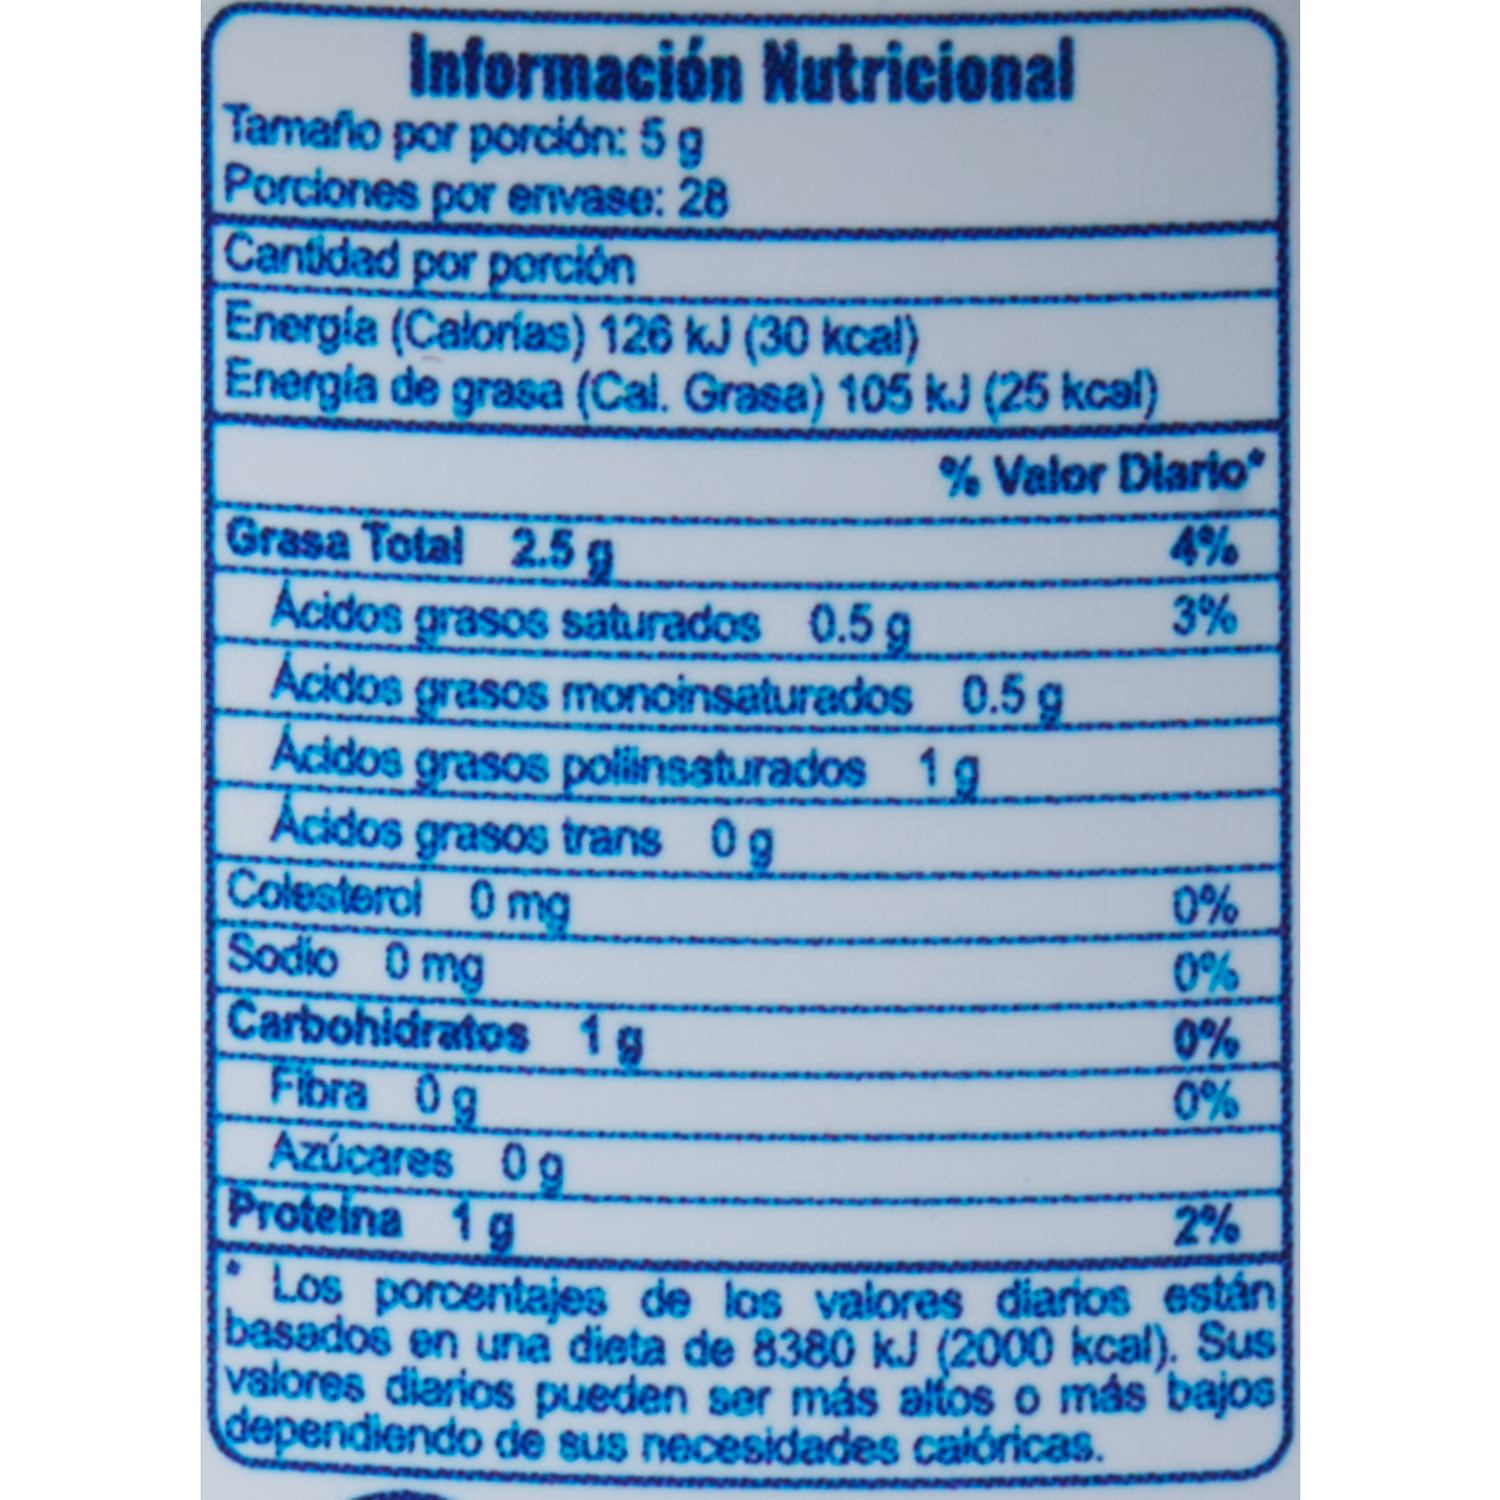 Información Nutricional
Tamaño por porción: 5 g
Porciones por envase: 28
Cantidad por porción
Energía (Calorías) 126 kJ (30 kcal)
Energía de grasa (Cal. Grasa) 105 kJ (25 kcal)
% Valor Diario*
Grasa Total 2.5 g 4%
Ácidos grasos saturados 0.5 g 3%
Ácidos grasos monoinsaturados 0.5 g
Ácidos grasos poliinsaturados 1 g
Ácidos grasos trans 0 g
Colesterol 0 mg 0%
Sodio 0 mg 0%
Carbohidratos 1 g 0%
Fibra 0 g 0%
Azúcares 0 g
Proteína 1 g 2%
* Los porcentajes de los valores diarios están
basados en una dieta de 8380 kJ (2000 kcal). Sus
valores diarios pueden ser más altos o más bajos
dependiendo de sus necesidades calóricas.